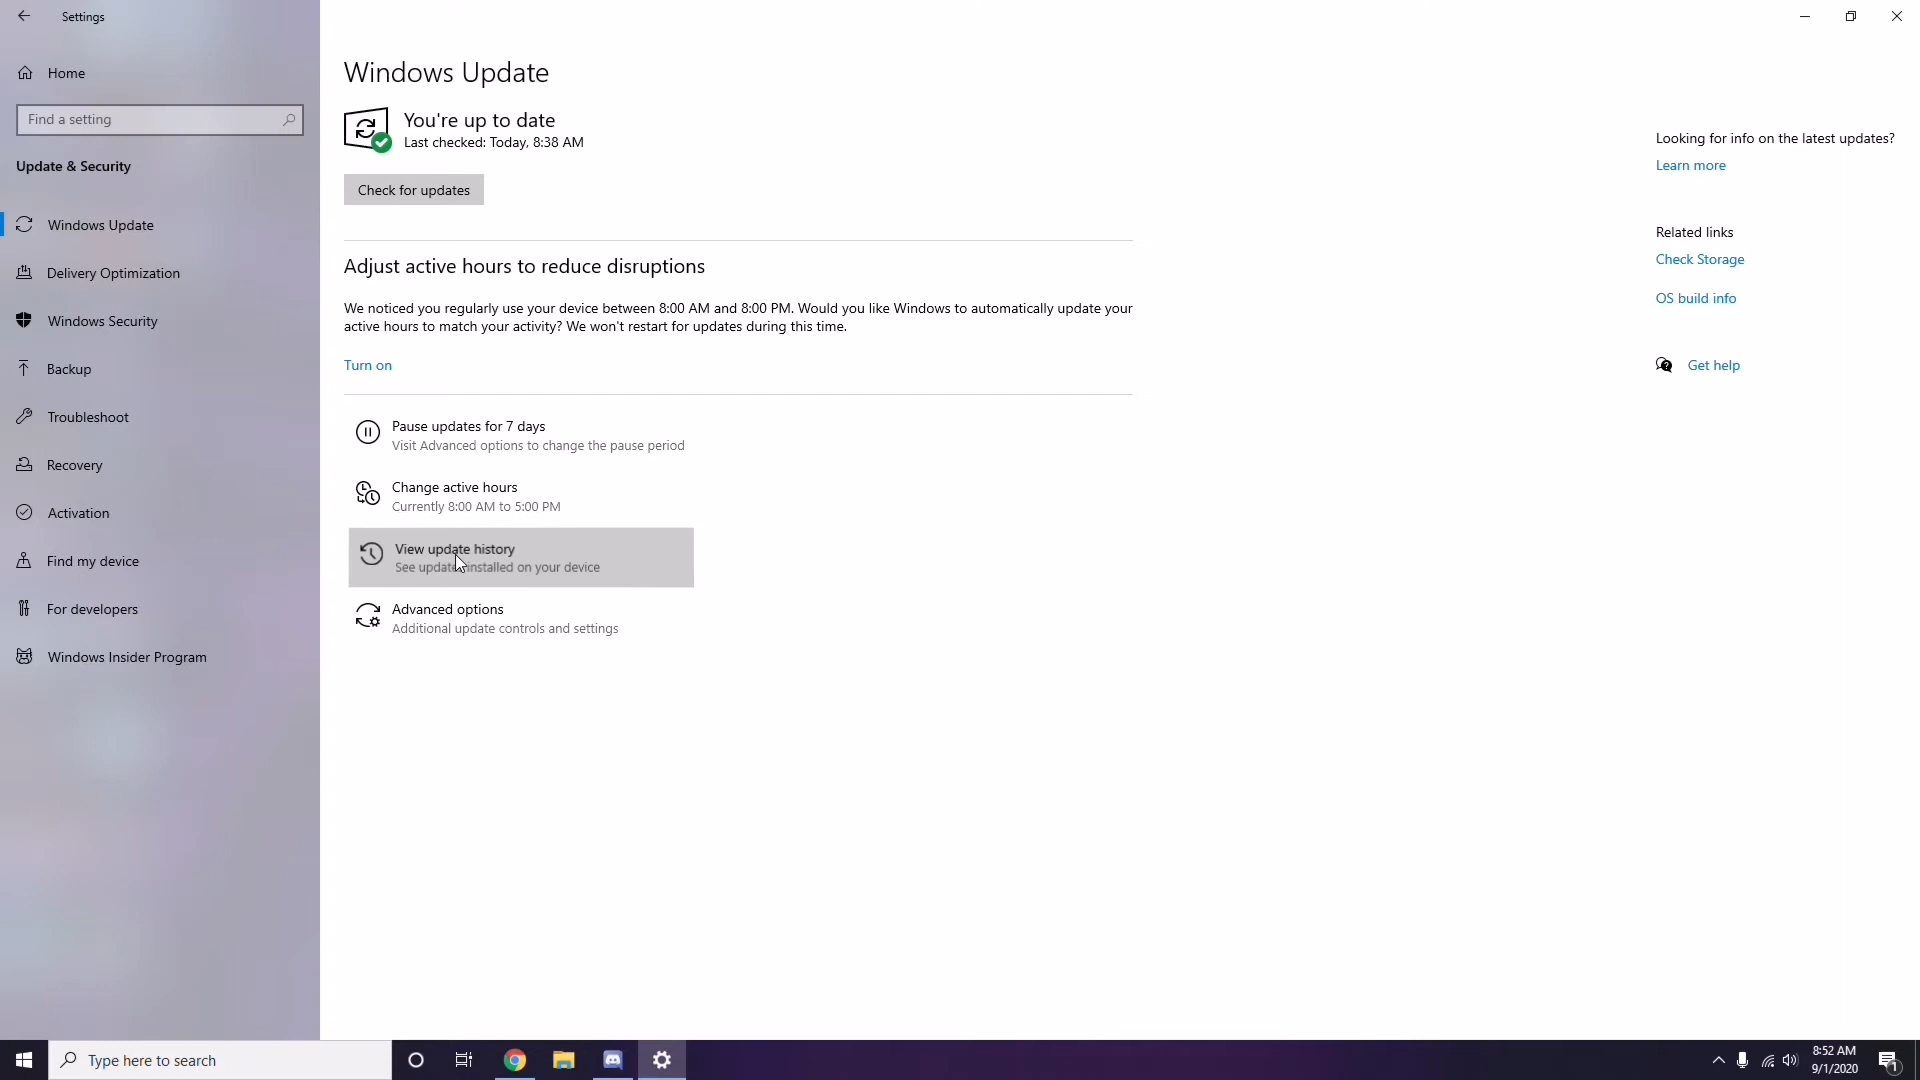 Settings
Home
Find a setting
Update & Security
Windows Update
Delivery Optimization
Windows Security
Backup
Troubleshoot
Recovery
Activation
Find my device
For developers
Windows Insider Program
Windows Update
You're up to date
Last checked: Today, 8:38 AM
Check for updates
Adjust active hours to reduce disruptions
We noticed you regularly use your device between 8:00 AM and 8:00 PM. Would you like Windows to automatically update your
active hours to match your activity? We won't restart for updates during this time.
Turn on
Pause updates for 7 days
Visit Advanced options to change the pause period
Change active hours
Currently 8:00 AM to 5:00 PM
View update history
See updates installed on your device
Advanced options
Additional update controls and settings
Looking for info on the latest updates?
Learn more
Related links
Check Storage
OS build info
Get help
Type here to search
8:52 AM
9/1/2020
1